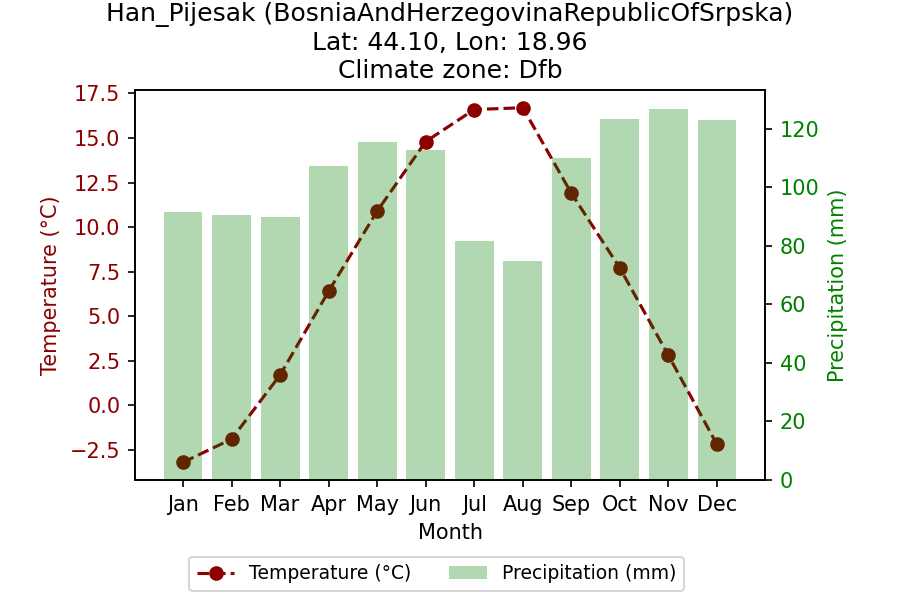 Han_Pijesak (BosniaAndHerzegovinaRepublicOfSrpska)
Lat: 44.10, Lon: 18.96
Climate zone: Dfb
17.5
15.0
12.5
10.0
7.5
5.0
2.5
0.0
−2.5
Temperature (°C)
120
100
80
60
40
20
0
Precipitation (mm)
Jan Feb Mar Apr May Jun Jul Aug Sep Oct Nov Dec
Month
Temperature (°C) Precipitation (mm)